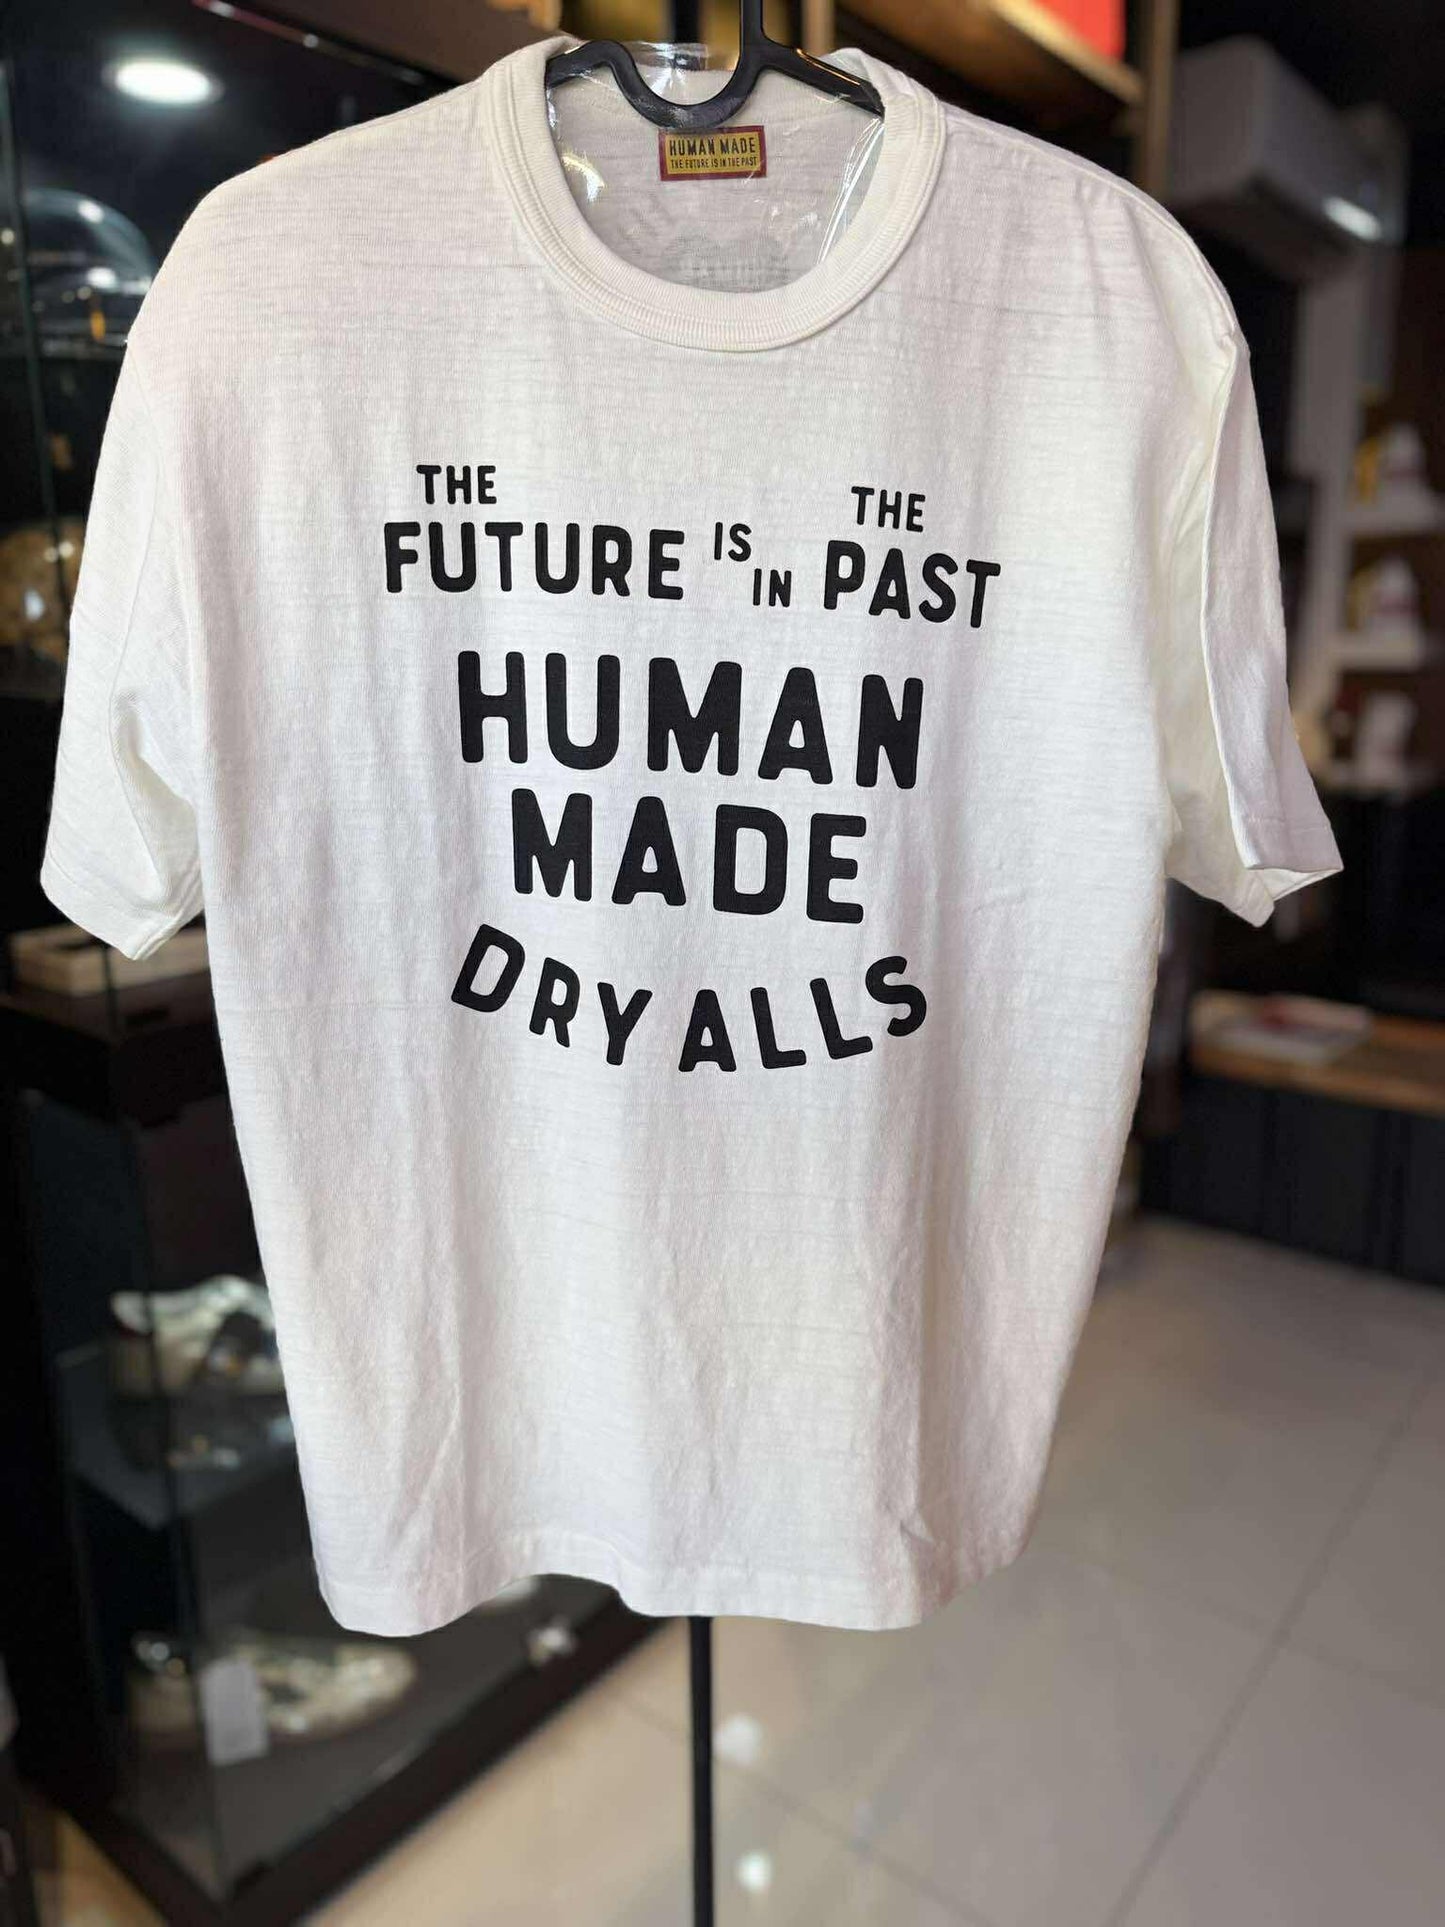 HUMAN MADE
THE FUTURE IS IN THE PAST
THE FUTURE IS IN THE PAST
HUMAN
MADE
DRY ALLS